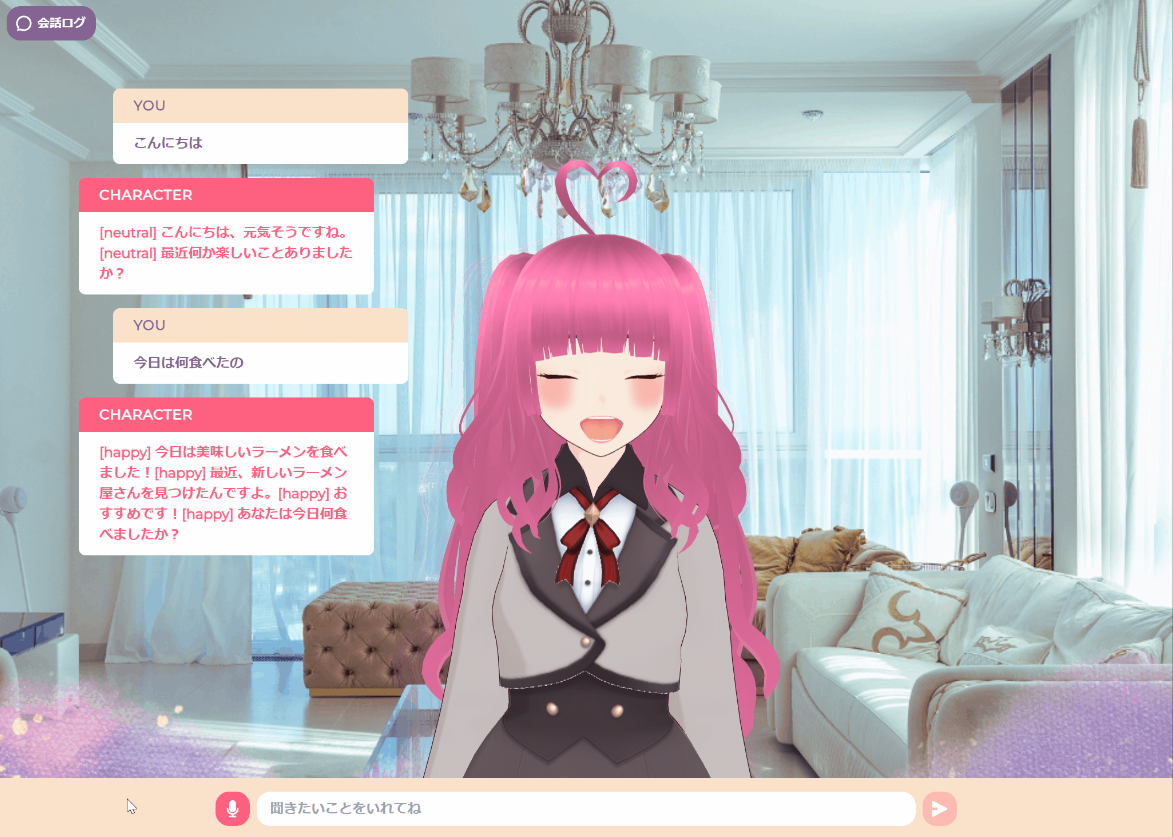 会話ログ
YOU
こんにちは
CHARACTER
[neutral] こんにちは、元気そうですね。
[neutral] 最近何か楽しいことありました
か？
YOU
今日は何食べたの
CHARACTER
[happy] 今日は美味しいラーメンを食べ
ました！[happy] 最近、新しいラーメン
屋さんを見つけたんですよ。[happy] お
すすめです！[happy] あなたは今日何食
べましたか？
聞きたいことをいれてね